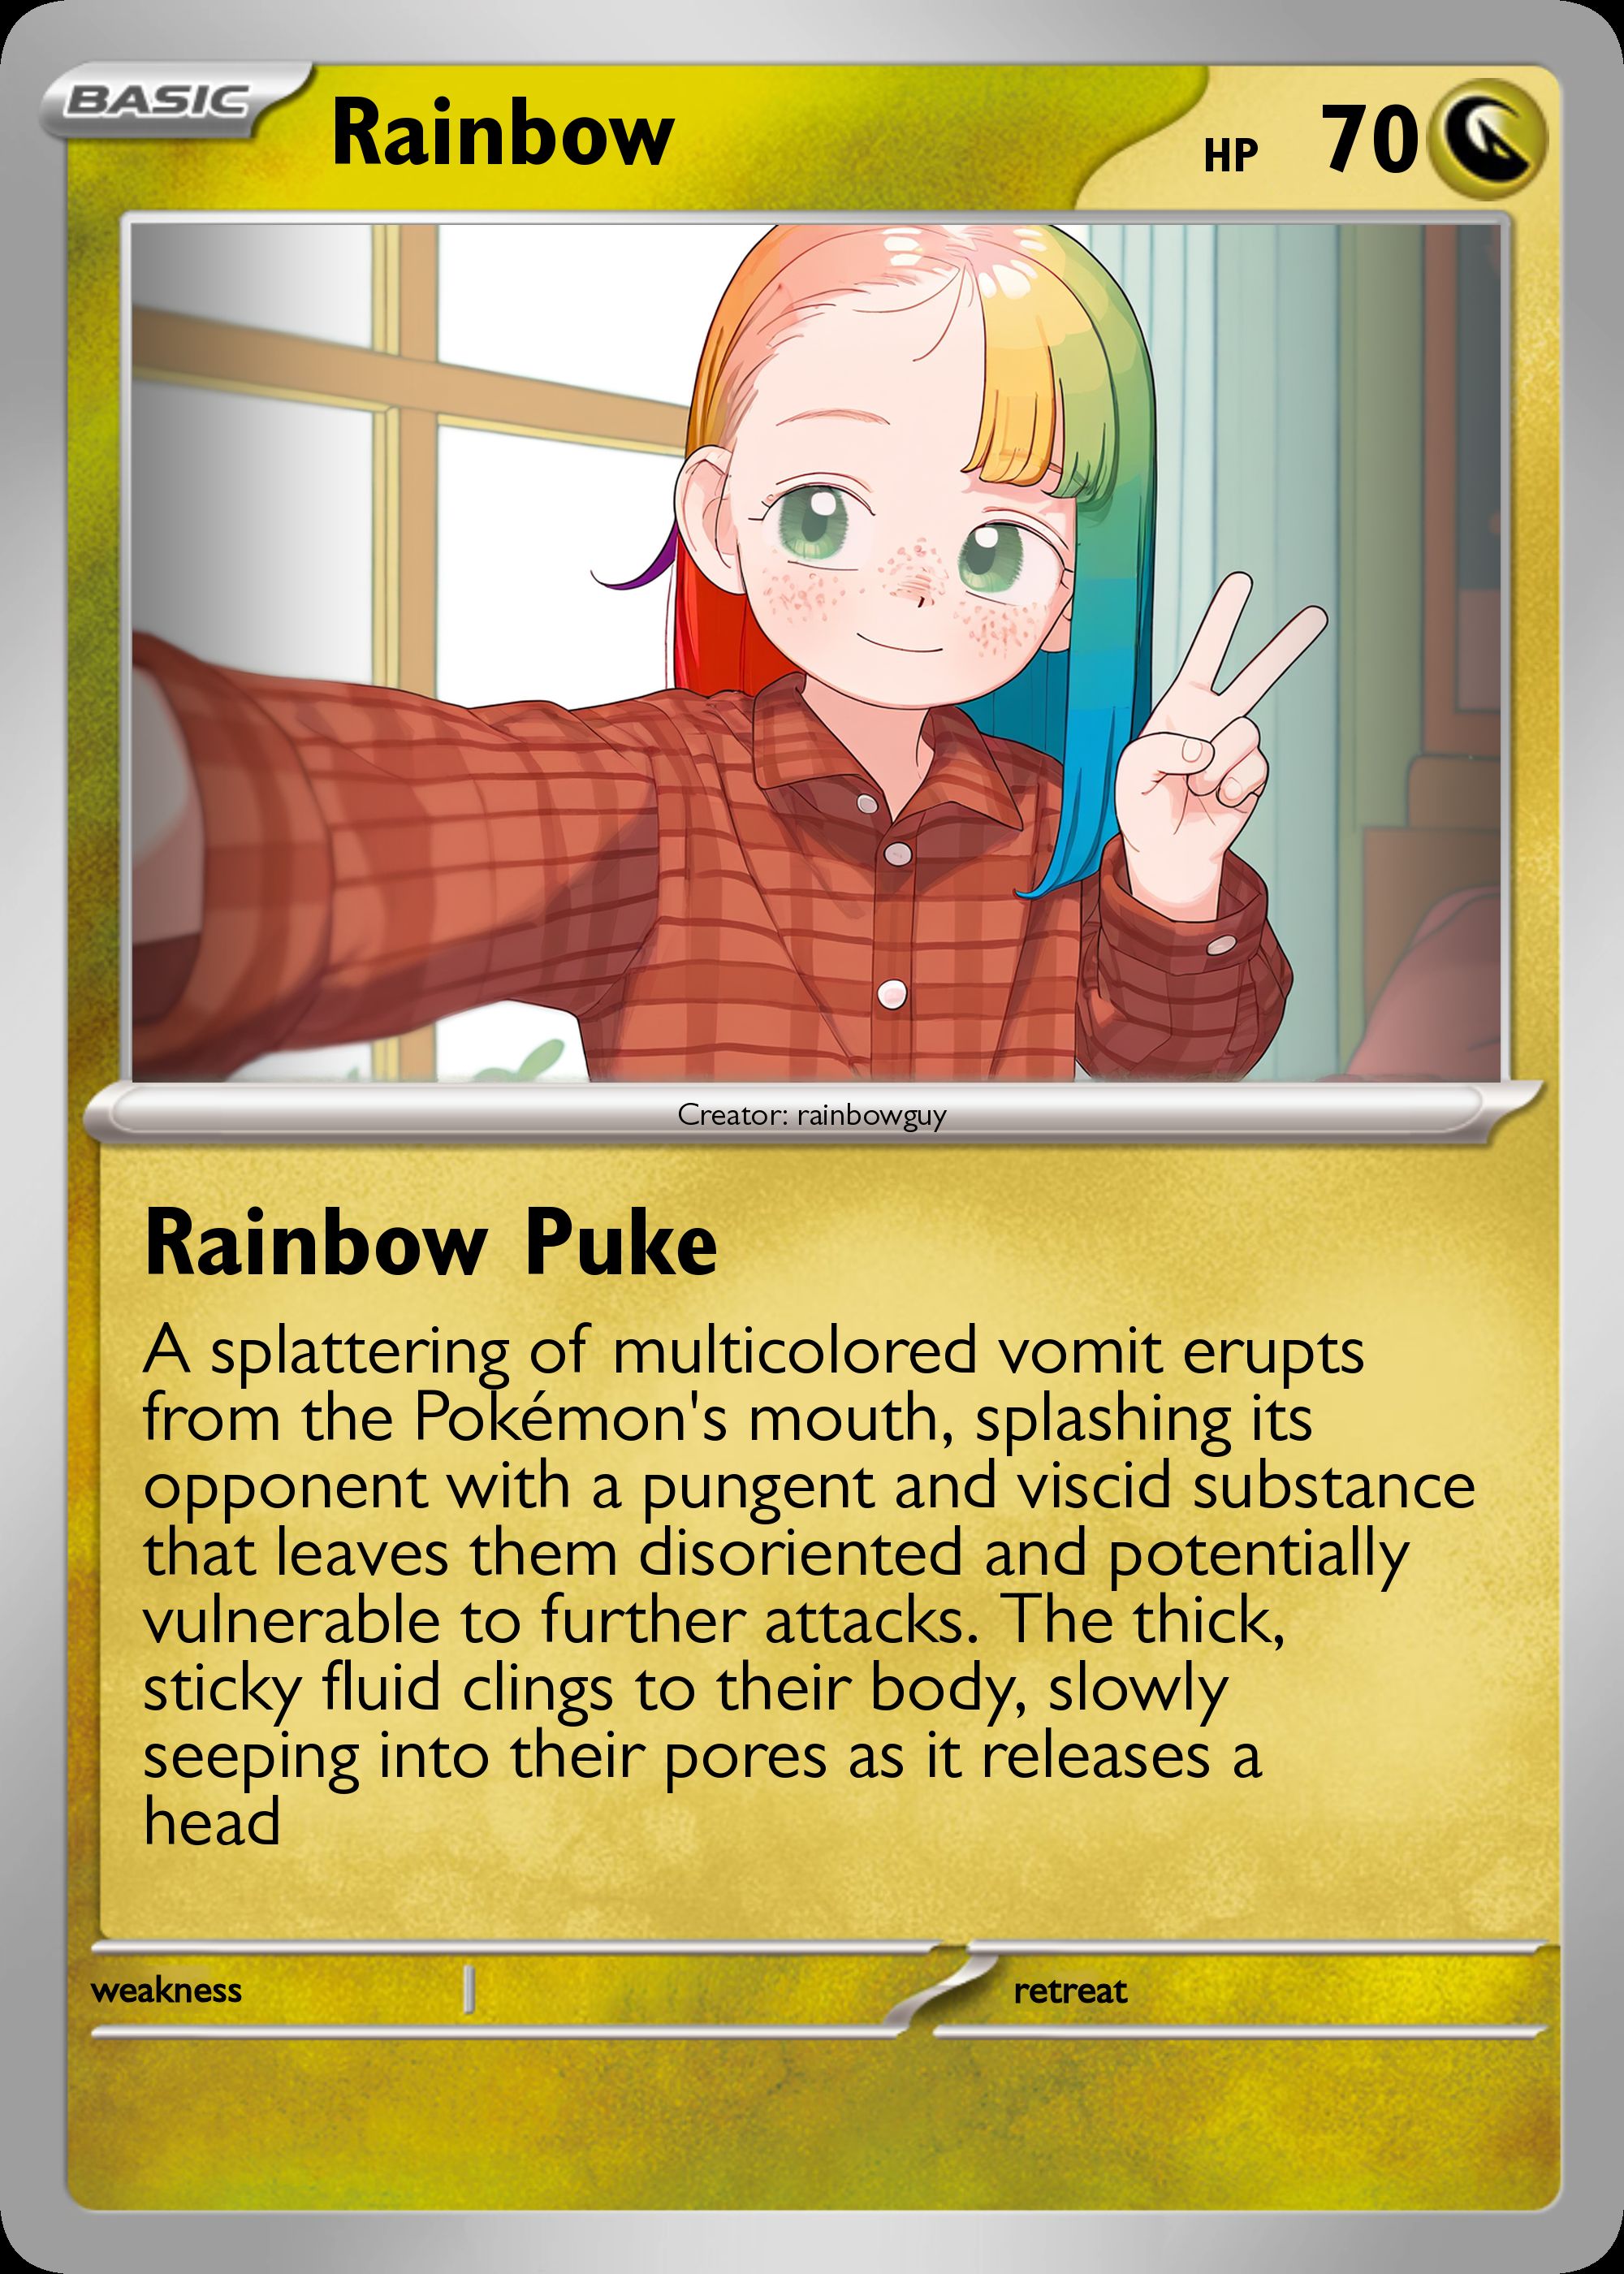 BASIC
Rainbow
HP 70
Creator: rainbowguy
Rainbow Puke
A splattering of multicolored vomit erupts
from the Pokémon's mouth, splashing its
opponent with a pungent and viscid substance
that leaves them disoriented and potentially
vulnerable to further attacks. The thick,
sticky fluid clings to their body, slowly
seeping into their pores as it releases a
head
weakness
retreat